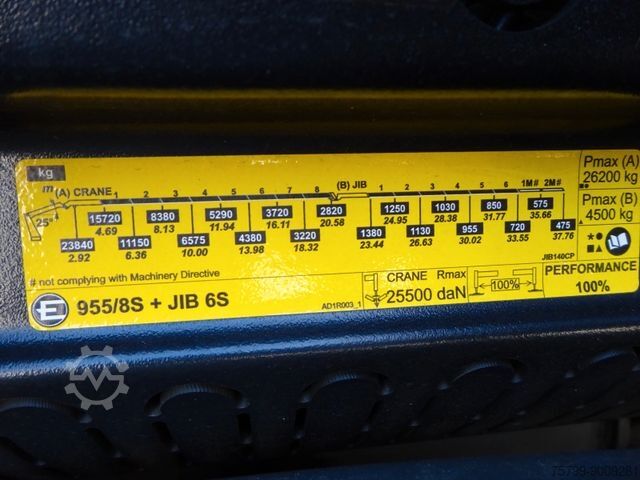 kg
m (A) CRANE 1 2 3 4 5 6 7 8 (B) JIB 1 2 3 4 5 6 1M# 2M#
25°
15720 8380 5290 3720 2820 1250 1030 850 575
4.69 8.13 11.94 16.11 20.58 24.95 28.38 31.77 35.66
23840 11150 6575 4380 3220 1380 1130 955 720 475
2.92 6.36 10.00 13.98 18.32 23.44 26.63 30.02 33.55 37.76
# not complying with Machinery Directive
JIB140CP
Pmax (A)
26200 kg
Pmax (B)
4500 kg
E 955/8S + JIB 6S
AD1R003_1
CRANE Rmax
25500 daN
100%
PERFORMANCE
100%
75799-9009281